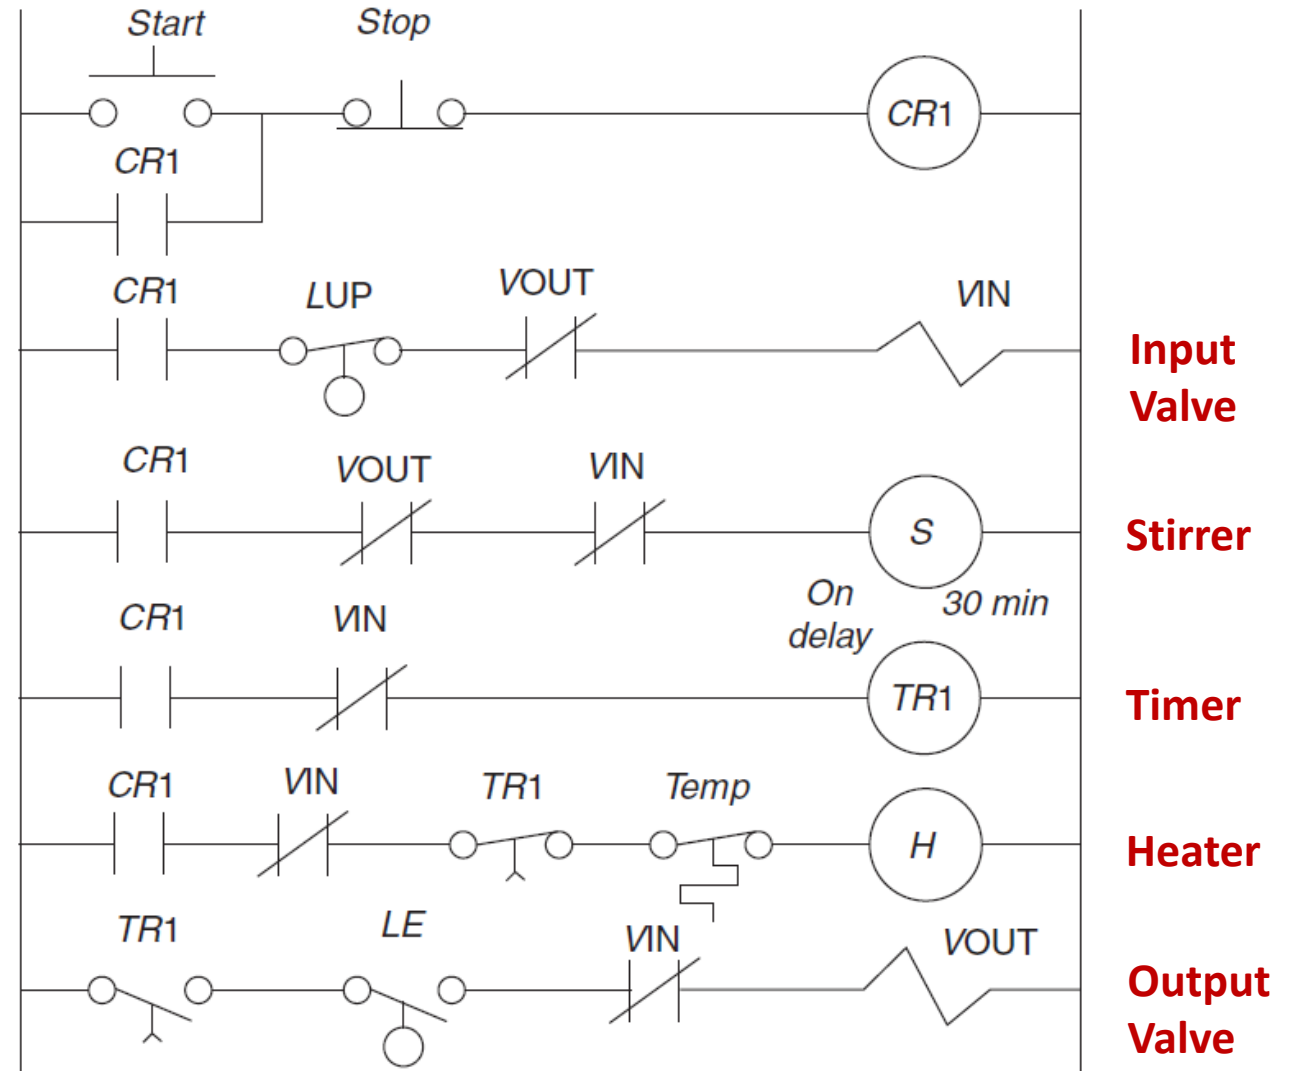 Start Stop
CR1
CR1
CR1 LUP VOUT VIN
Input
Valve
CR1 VOUT VIN
S
Stirrer
On
delay
30 min
CR1 VIN
TR1
Timer
CR1 VIN TR1 Temp
H
Heater
TR1 LE VIN VOUT
Output
Valve